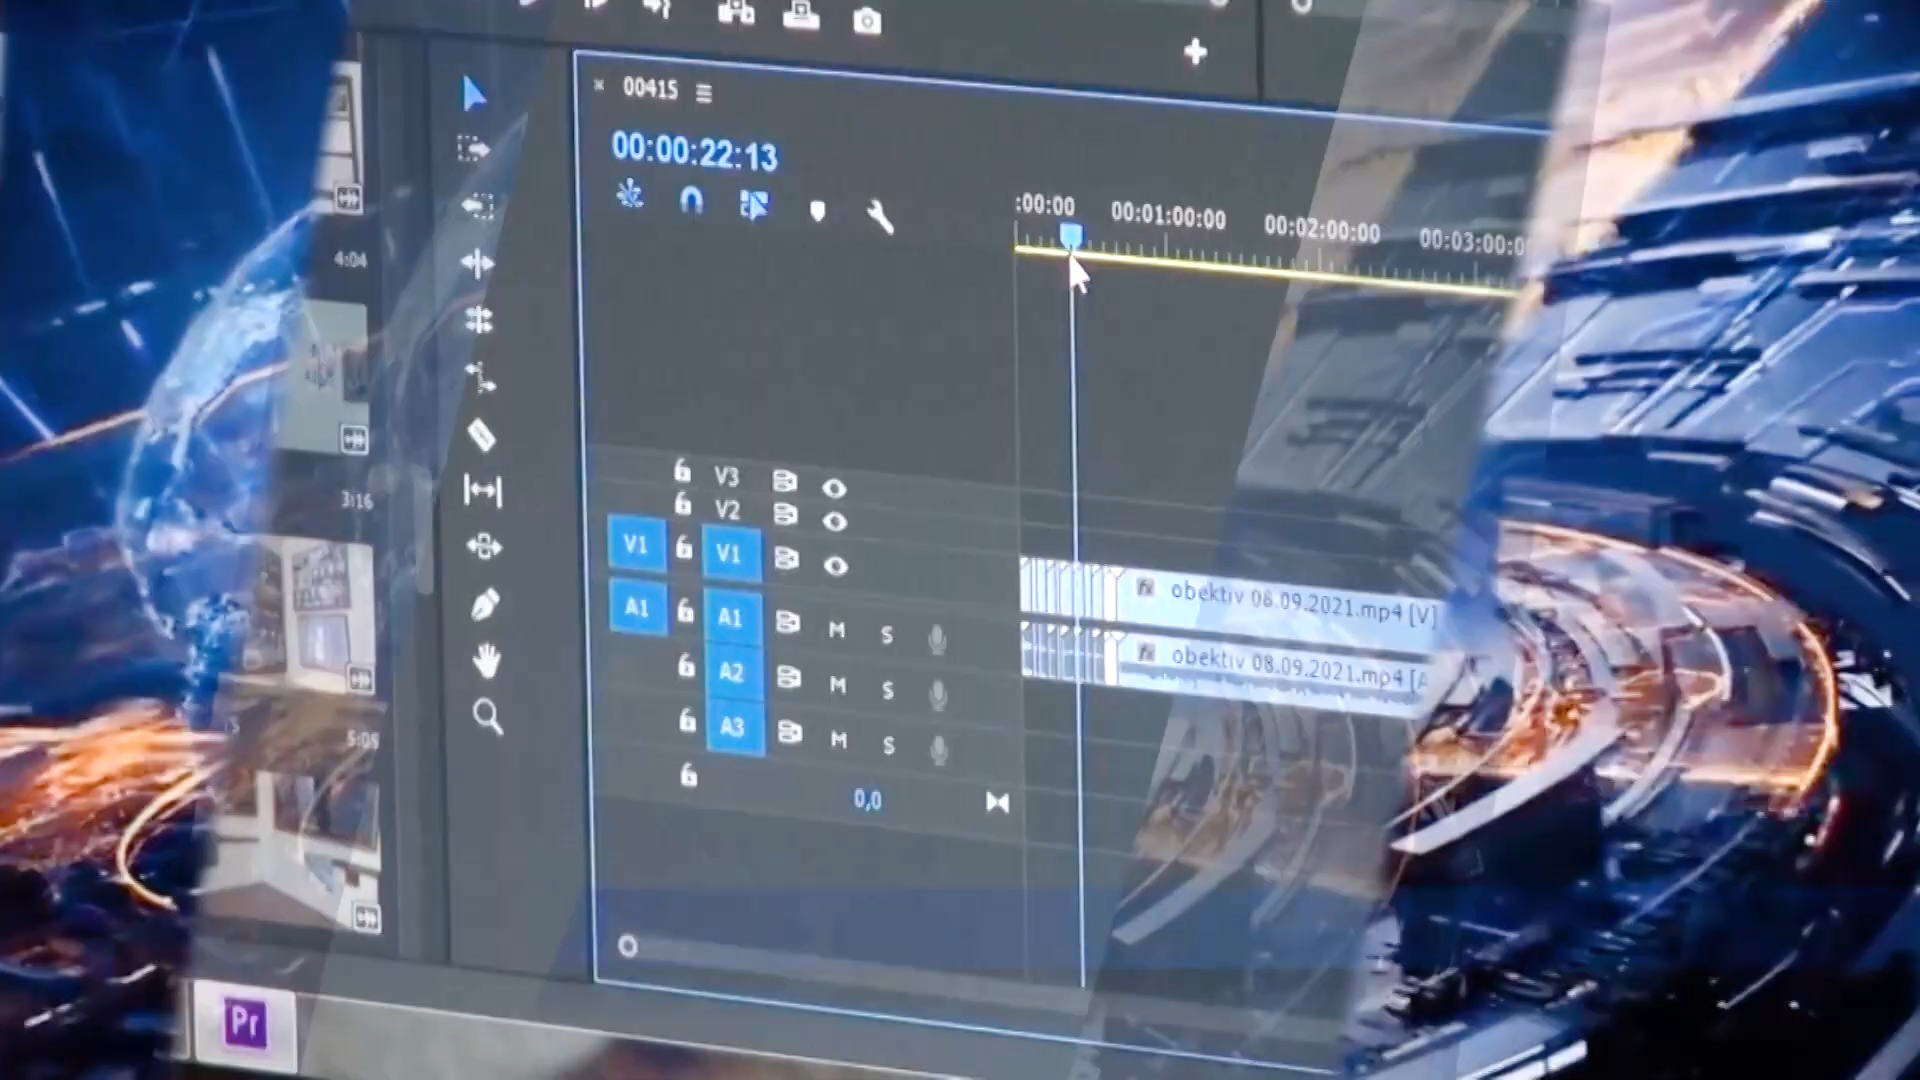 00415
00:00:22:13
:00:00 00:01:00:00 00:02:00:00 00:03:00:0
4:04
3:16
5:05
V3
V2
V1 V1
obektiv 08.09.2021.mp4 [V]
A1 A1 M S
obektiv 08.09.2021.mp4 [A
A2 M S
A3 M S
0,0
Pr